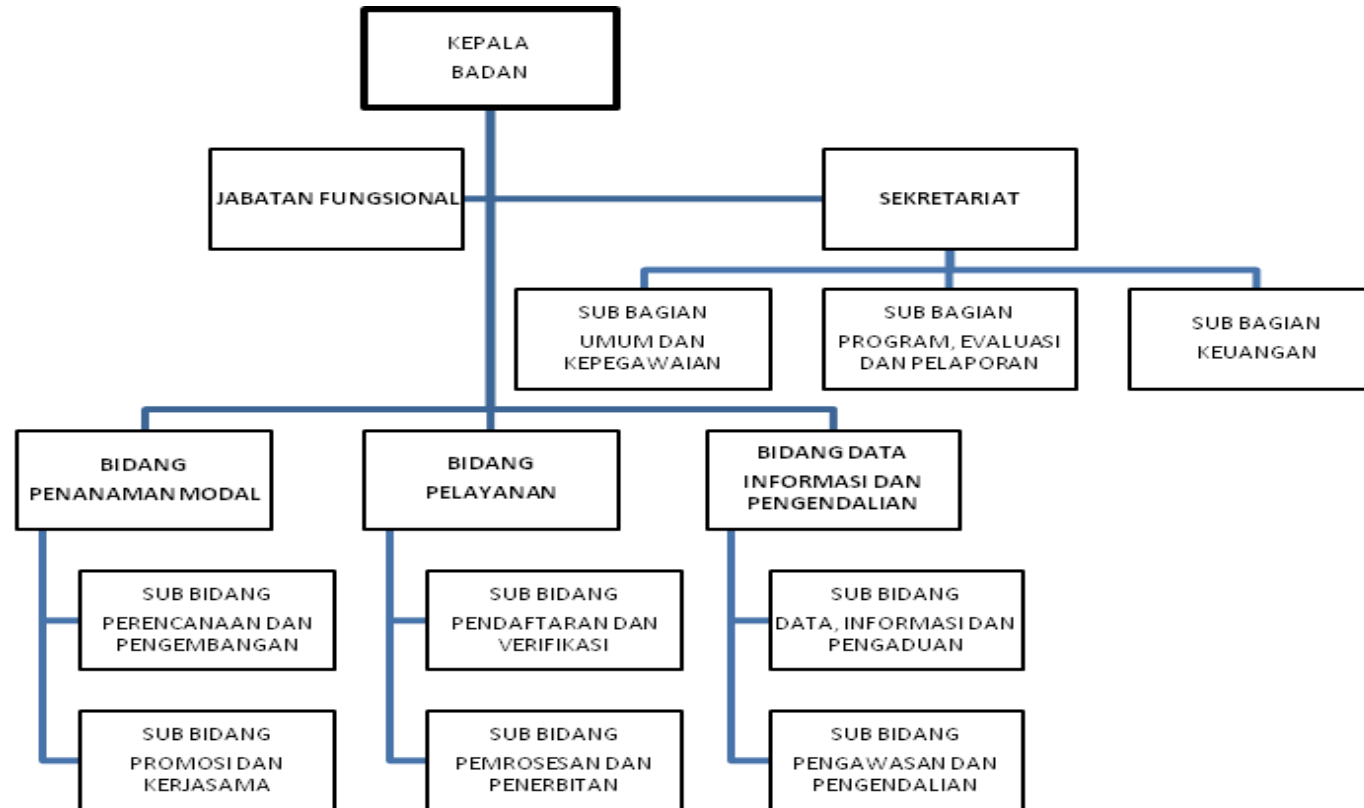 KEPALA
BADAN
JABATAN FUNGSIONAL
SEKRETARIAT
SUB BAGIAN
UMUM DAN
KEPEGAWAIAN
SUB BAGIAN
PROGRAM, EVALUASI
DAN PELAPORAN
SUB BAGIAN
KEUANGAN
BIDANG
PENANAMAN MODAL
BIDANG
PELAYANAN
BIDANG DATA
INFORMASI DAN
PENGENDALIAN
SUB BIDANG
PERENCANAAN DAN
PENGEMBANGAN
SUB BIDANG
PENDAFTARAN DAN
VERIFIKASI
SUB BIDANG
DATA, INFORMASI DAN
PENGADUAN
SUB BIDANG
PROMOSI DAN
KERJASAMA
SUB BIDANG
PEMROSESAN DAN
PENERBITAN
SUB BIDANG
PENGAWASAN DAN
PENGENDALIAN